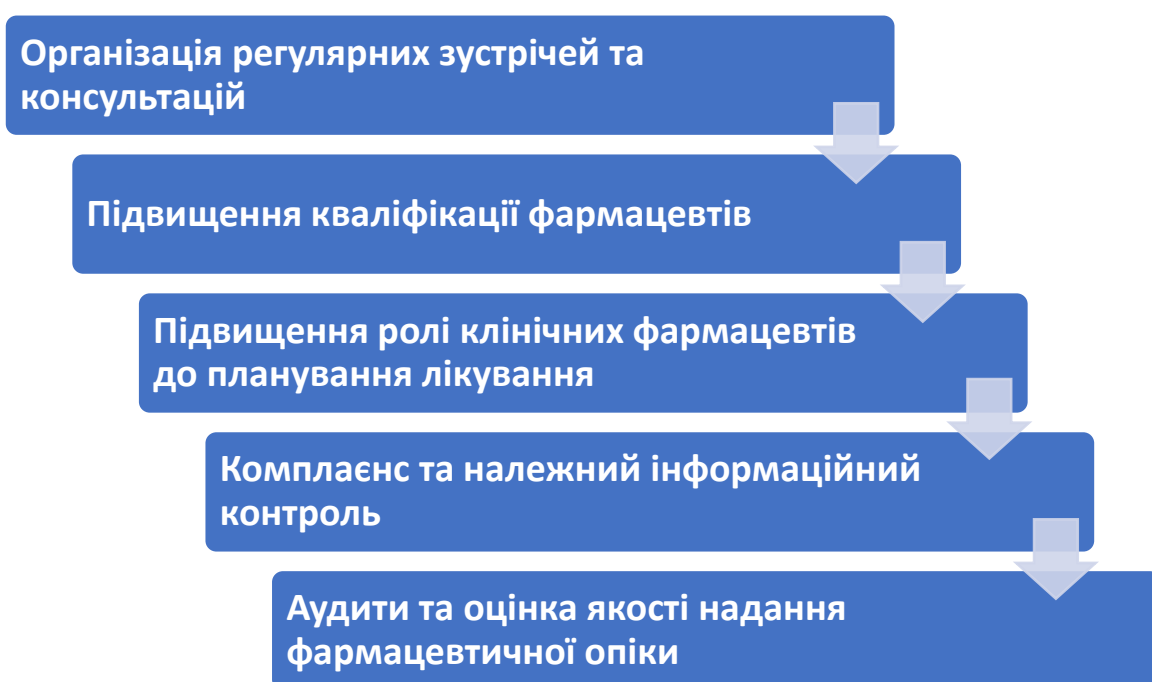 Організація регулярних зустрічей та
консультацій
Підвищення кваліфікації фармацевтів
Підвищення ролі клінічних фармацевтів
до планування лікування
Комплаєнс та належний інформаційний
контроль
Аудити та оцінка якості надання
фармацевтичної опіки